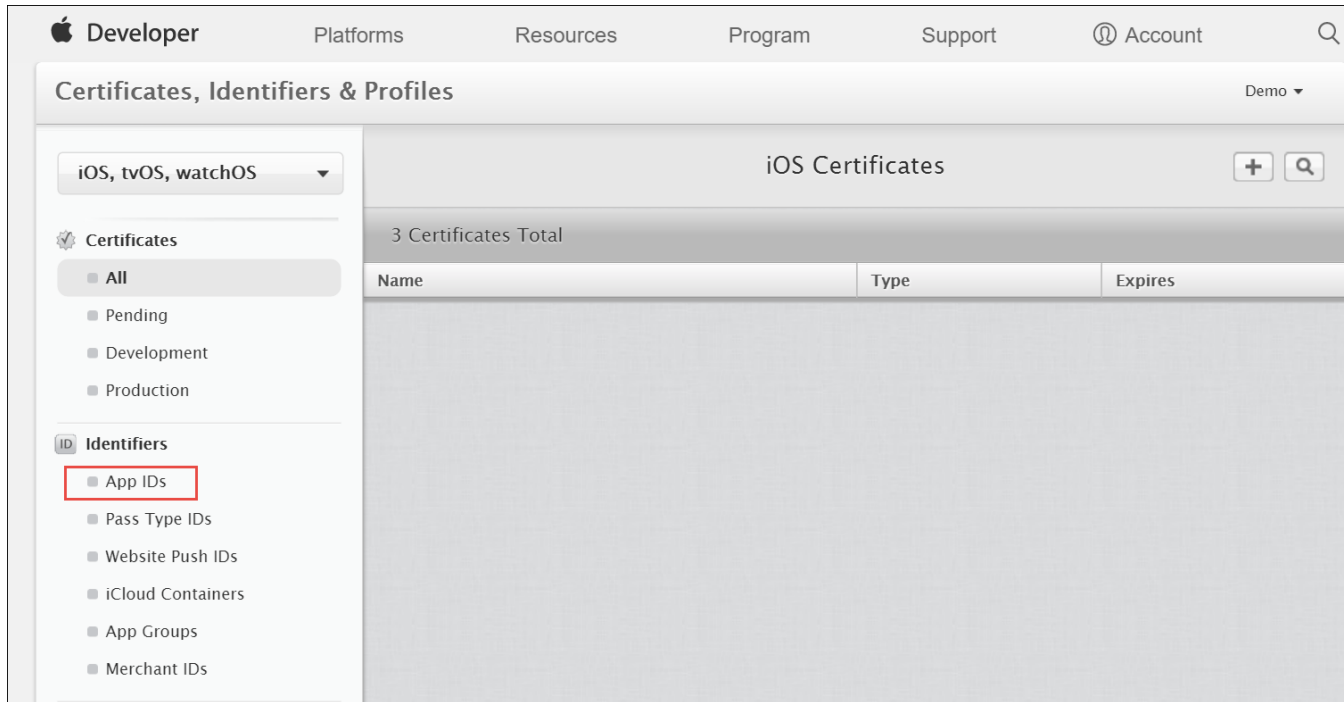 Developer Platforms Resources Program Support Account
Certificates, Identifiers & Profiles Demo
iOS, tvOS, watchOS
iOS Certificates
Certificates
3 Certificates Total
All
Name Type Expires
Pending
Development
Production
ID Identifiers
App IDs
Pass Type IDs
Website Push IDs
iCloud Containers
App Groups
Merchant IDs